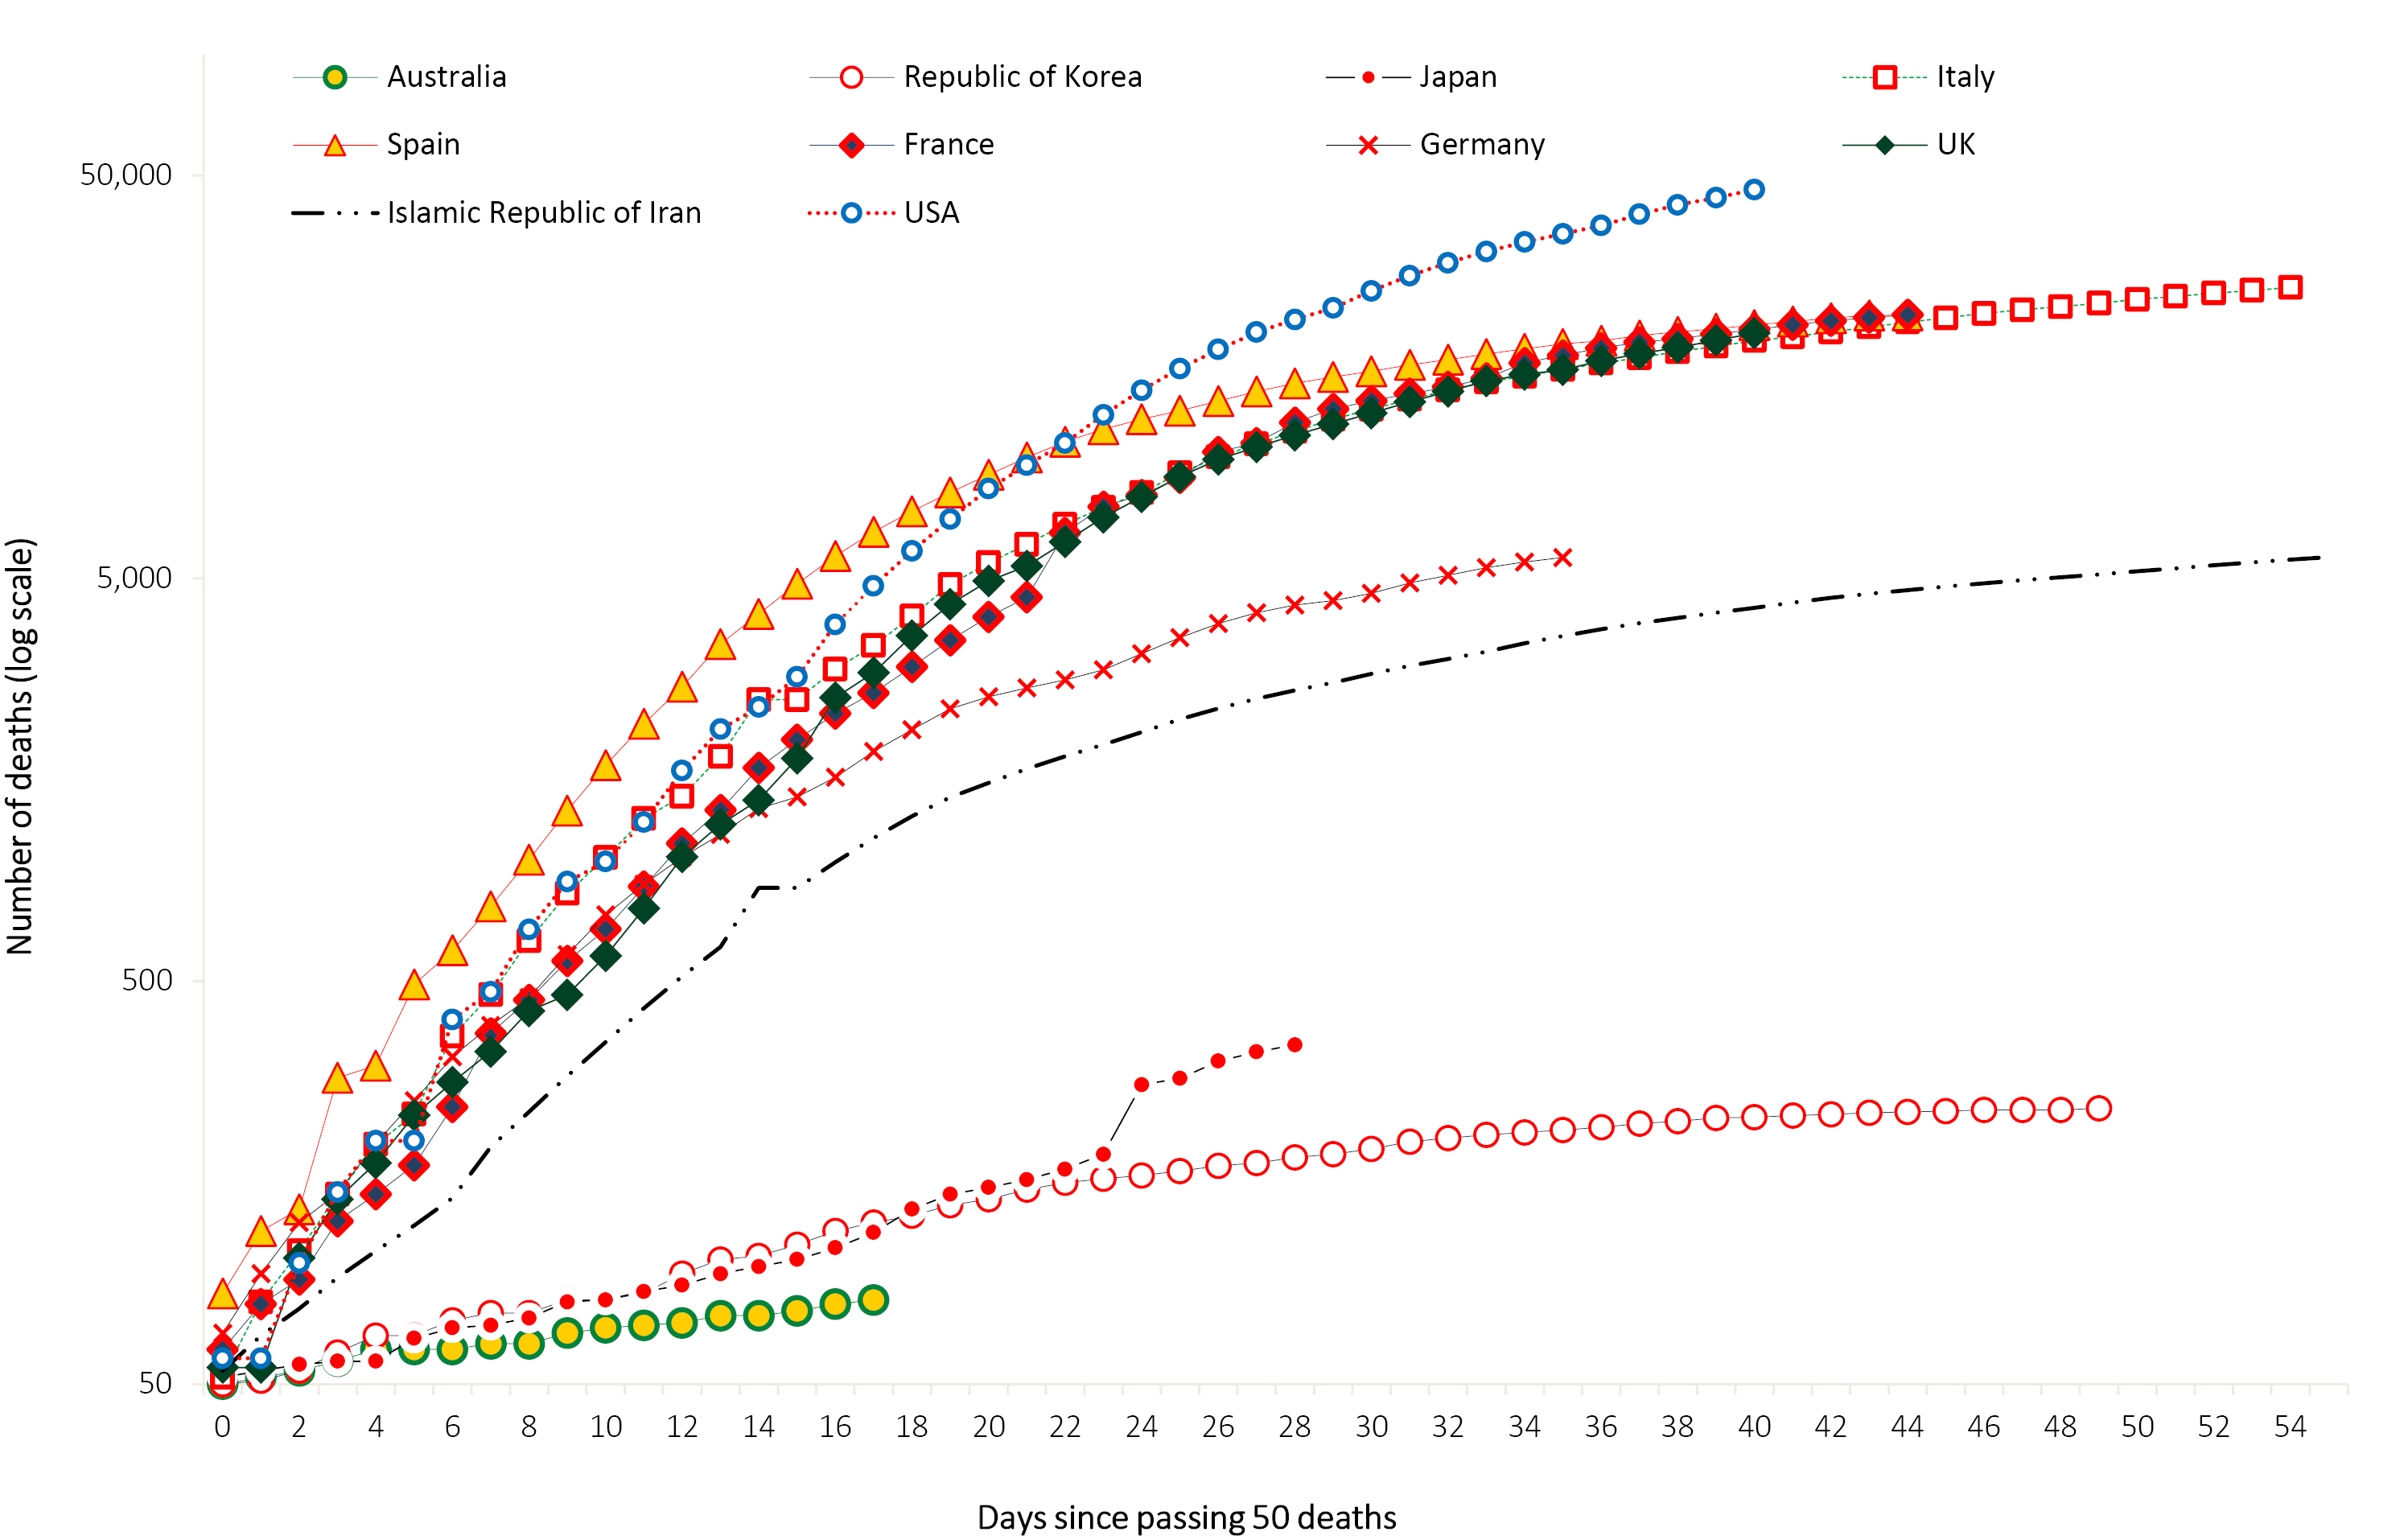 Australia
Republic of Korea
Japan
Italy
Spain
France
Germany
UK
Islamic Republic of Iran
USA
Number of deaths (log scale)
50,000
5,000
500
50
0 2 4 6 8 10 12 14 16 18 20 22 24 26 28 30 32 34 36 38 40 42 44 46 48 50 52 54
Days since passing 50 deaths